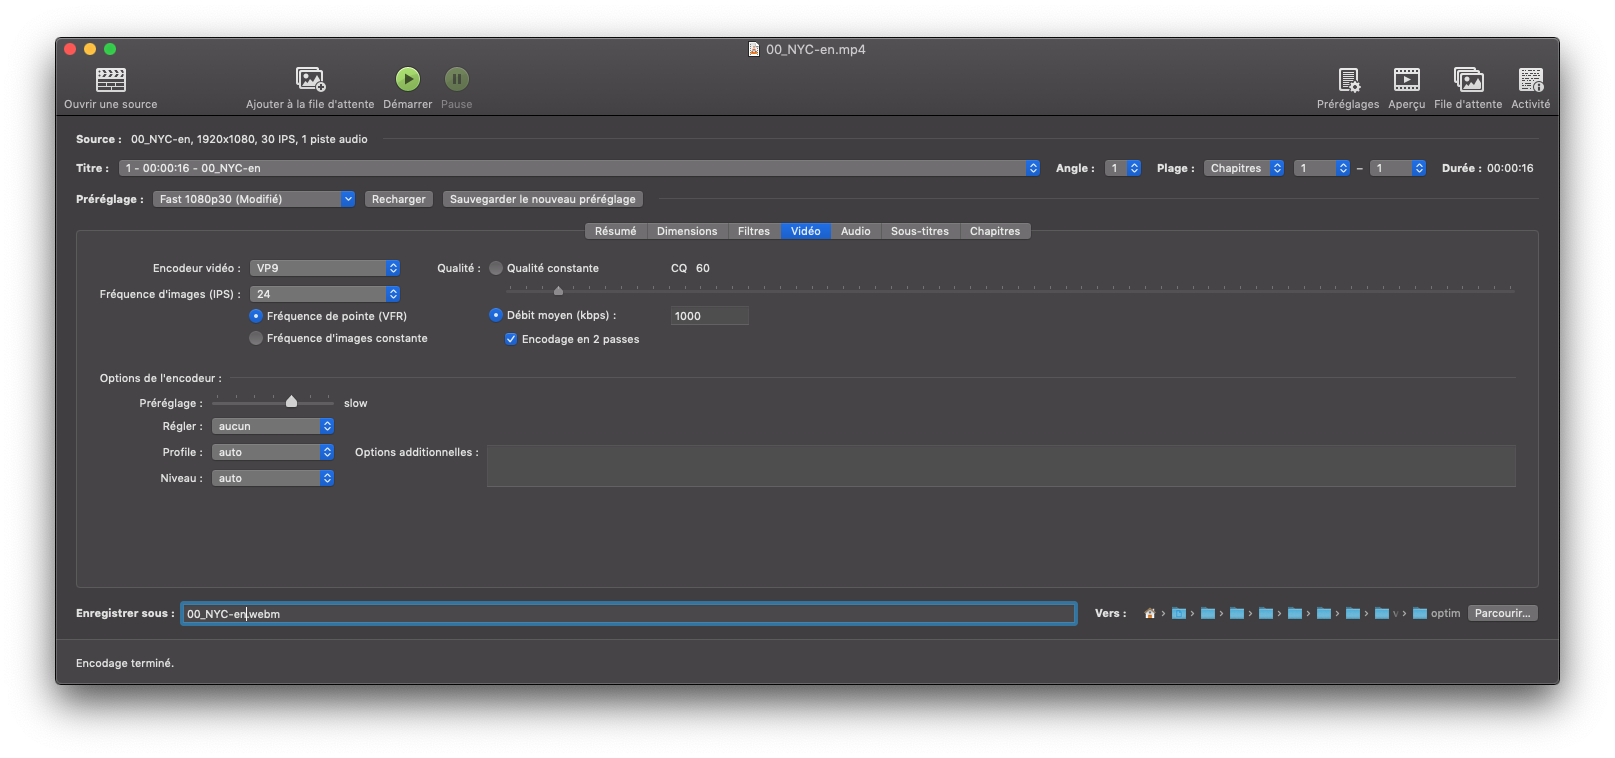 00_NYC-en.mp4
Ouvrir une source
Ajouter à la file d'attente
Démarrer
Pause
Préréglages
Aperçu
File d'attente
Activité
Source : 00_NYC-en, 1920x1080, 30 IPS, 1 piste audio
Titre : 1 - 00:00:16 - 00_NYC-en Angle : 1 Plage : Chapitres 1 – 1 Durée : 00:00:16
Préréglage : Fast 1080p30 (Modifié) Recharger Sauvegarder le nouveau préréglage
Résumé Dimensions Filtres Vidéo Audio Sous-titres Chapitres
Encodeur vidéo : VP9 Qualité : Qualité constante CQ 60
Fréquence d'images (IPS) : 24
Fréquence de pointe (VFR) Débit moyen (kbps) : 1000
Fréquence d'images constante Encodage en 2 passes
Options de l'encodeur :
Préréglage : slow
Régler : aucun
Profile : auto Options additionnelles :
Niveau : auto
Enregistrer sous : 00_NYC-en.webm Vers : › › › › › › › › v › optim Parcourir...
Encodage terminé.